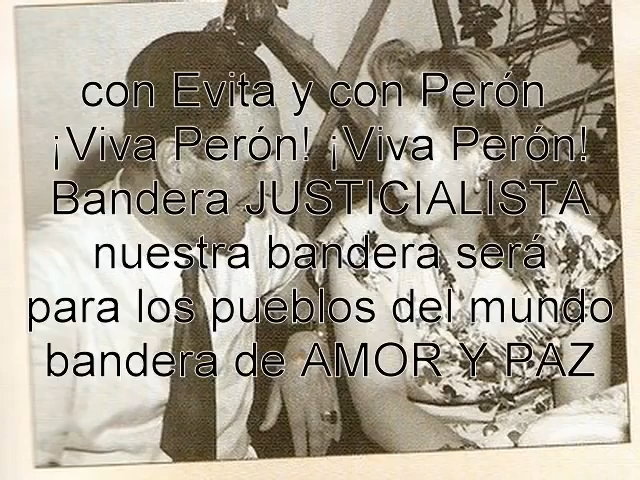 con Evita y con Perón
¡Viva Perón! ¡Viva Perón!
Bandera JUSTICIALISTA
nuestra bandera será
para los pueblos del mundo
bandera de AMOR Y PAZ